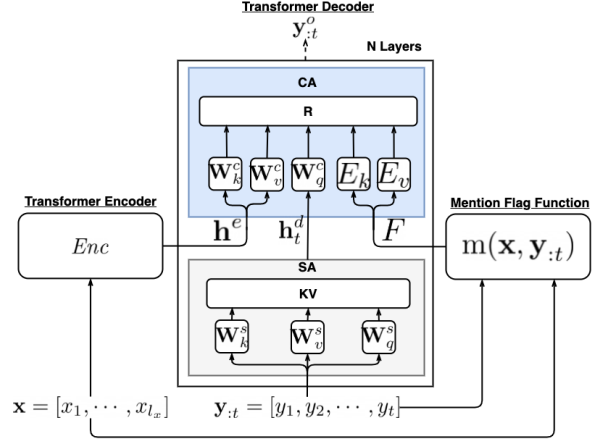 Transformer Decoder
y^o_{:t}
N Layers
CA
R
W^c_k W^c_v W^c_q E_k E_v
Transformer Encoder
Mention Flag Function
h^e h^d_t F
Enc
m(x, y_{:t})
SA
KV
W^s_k W^s_v W^s_q
x = [x_1, ⋯ , x_{l_x}]
y_{:t} = [y_1, y_2, ⋯ , y_t]